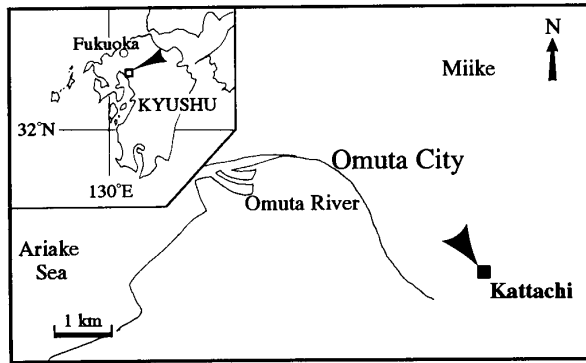 Fukuoka
KYUSHU
32°N
130°E
N
Miike
Omuta City
Omuta River
Ariake
Sea
Kattachi
1 km